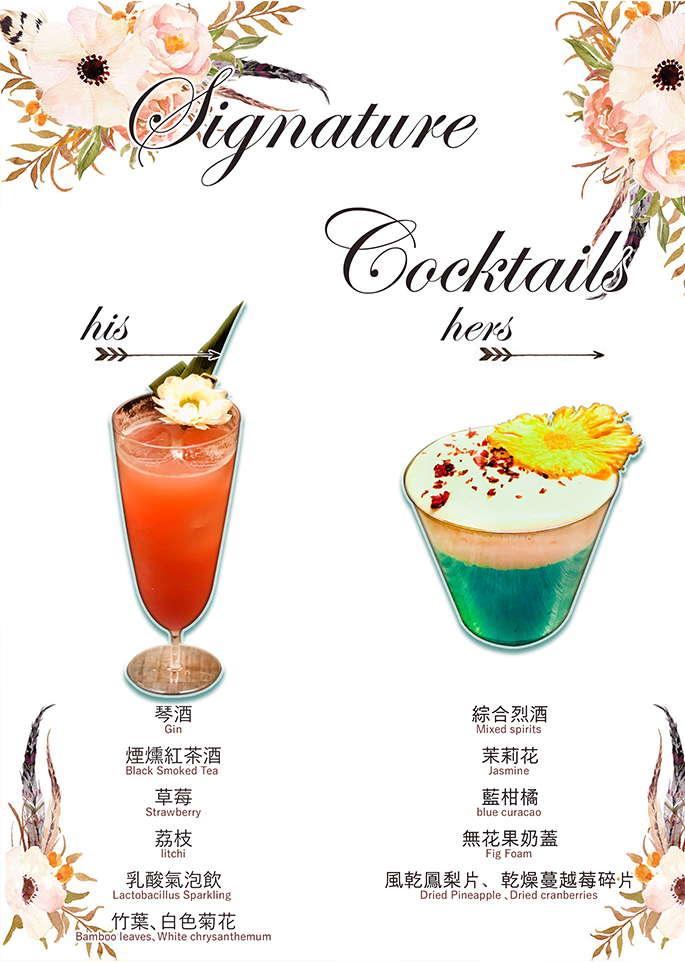 Signature
Cocktails
his
hers
琴酒
Gin
煙燻紅茶酒
Black Smoked Tea
草莓
Strawberry
荔枝
litchi
乳酸氣泡飲
Lactobacillus Sparkling
竹葉、白色菊花
Bamboo leaves、White chrysanthemum
綜合烈酒
Mixed spirits
茉莉花
Jasmine
藍柑橘
blue curacao
無花果奶蓋
Fig Foam
風乾鳳梨片、乾燥蔓越莓碎片
Dried Pineapple、Dried cranberries